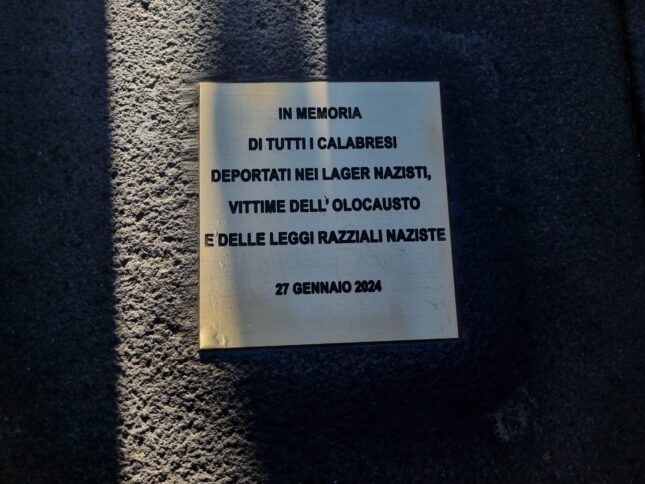 IN MEMORIA
DI TUTTI I CALABRESI
DEPORTATI NEI LAGER NAZISTI,
VITTIME DELL' OLOCAUSTO
E DELLE LEGGI RAZZIALI NAZISTE
27 GENNAIO 2024